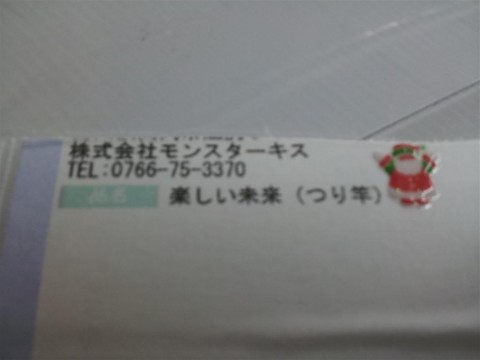 株式会社モンスターキス
TEL:0766-75-3370
品名 楽しい未来（つり竿）